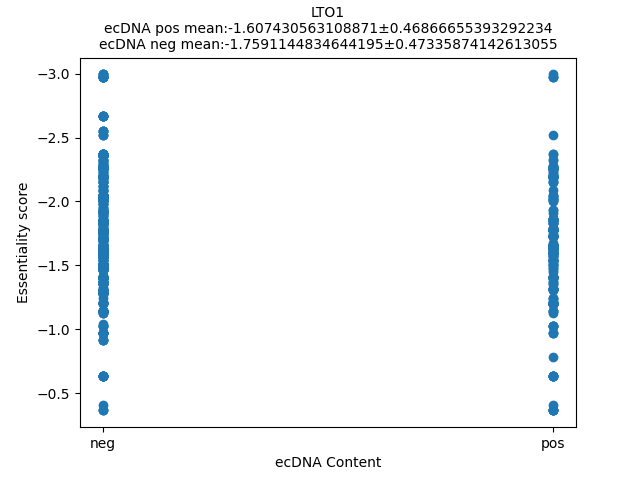 LTO1
ecDNA pos mean:-1.607430563108871±0.46866655393292234
ecDNA neg mean:-1.7591144834644195±0.47335874142613055
−3.0
−2.5
−2.0
−1.5
−1.0
−0.5
Essentiality score
neg
pos
ecDNA Content